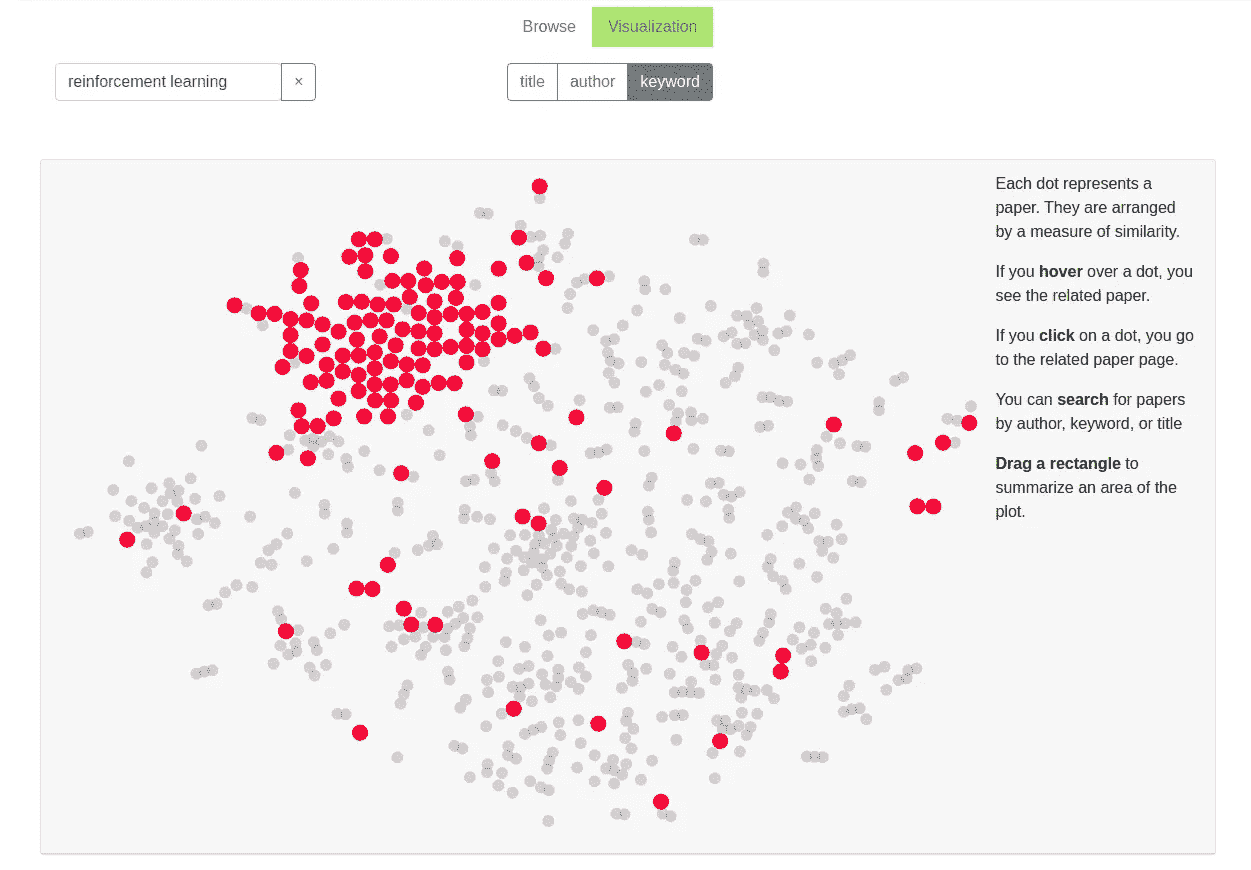 Browse
Visualization
reinforcement learning
×
title
author
keyword
Each dot represents a
paper. They are arranged
by a measure of similarity.
If you hover over a dot, you
see the related paper.
If you click on a dot, you go
to the related paper page.
You can search for papers
by author, keyword, or title
Drag a rectangle to
summarize an area of the
plot.